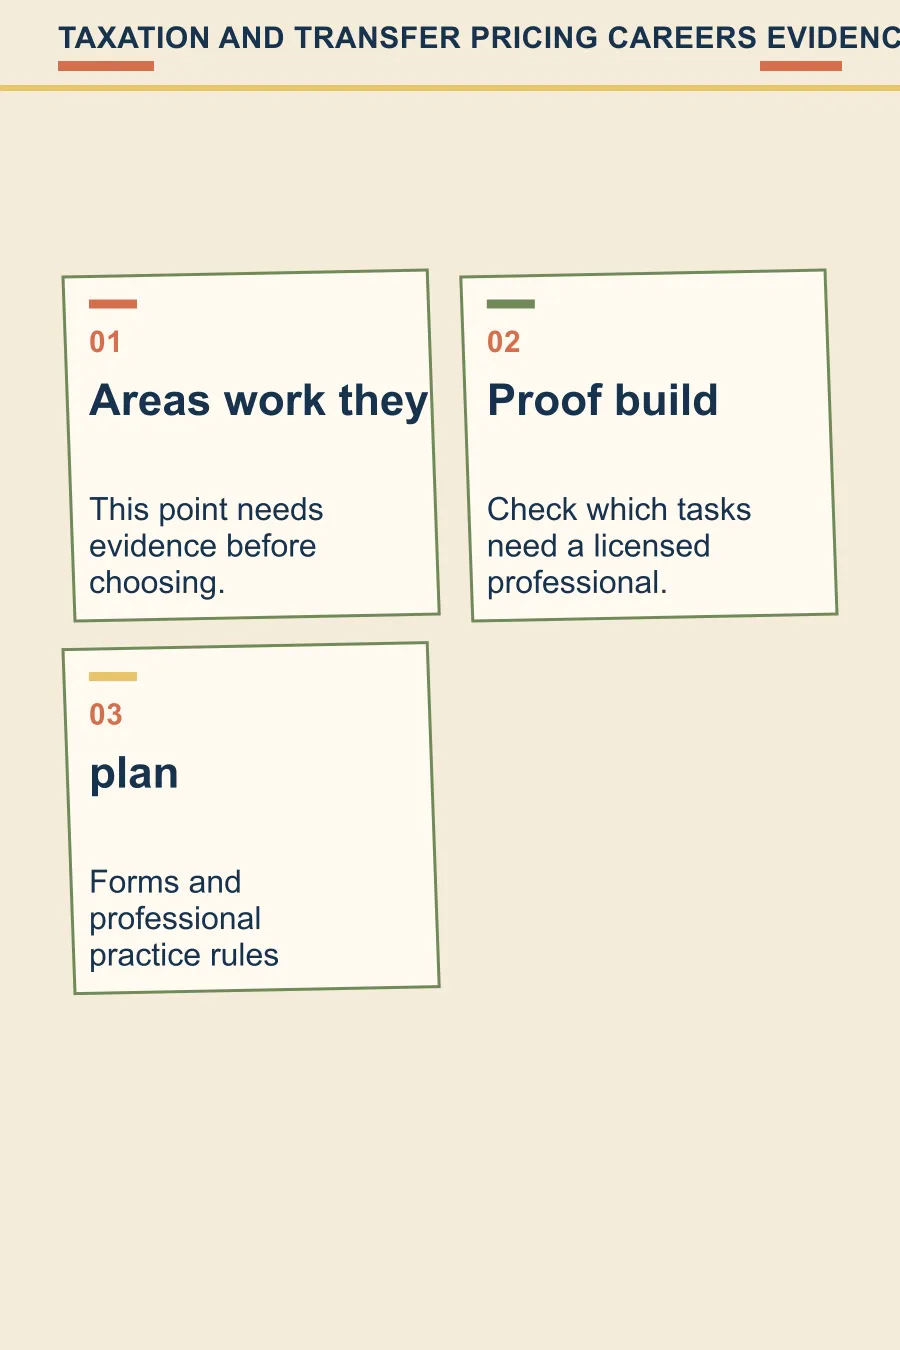 TAXATION AND TRANSFER PRICING CAREERS EVIDENC
01
Areas work they
This point needs
evidence before
choosing.
02
Proof build
Check which tasks
need a licensed
professional.
03
plan
Forms and
professional
practice rules